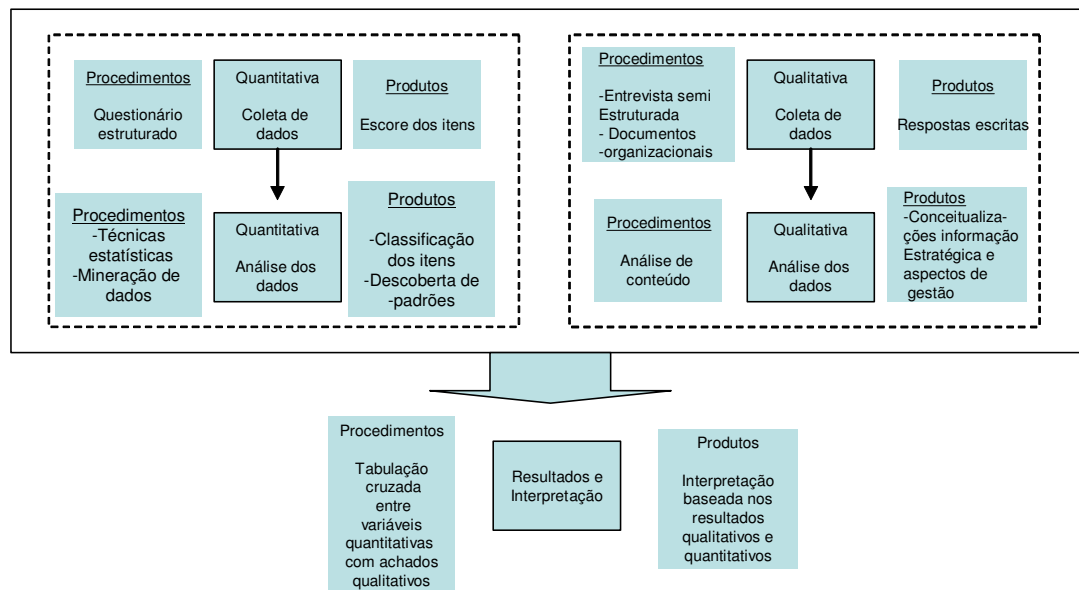 Procedimentos
Questionário
estruturado
Quantitativa
Coleta de
dados
Produtos
Escore dos itens
Procedimentos
-Técnicas
estatísticas
-Mineração de
dados
Quantitativa
Análise dos
dados
Produtos
-Classificação
dos itens
-Descoberta de
-padrões
Procedimentos
-Entrevista semi
Estruturada
- Documentos
-organizacionais
Qualitativa
Coleta de
dados
Produtos
Respostas escritas
Procedimentos
Análise de
conteúdo
Qualitativa
Análise dos
dados
Produtos
-Conceitualiza-
ções informação
Estratégica e
aspectos de
gestão
Procedimentos
Tabulação
cruzada
entre
variáveis
quantitativas
com achados
qualitativos
Resultados e
Interpretação
Produtos
Interpretação
baseada nos
resultados
qualitativos e
quantitativos